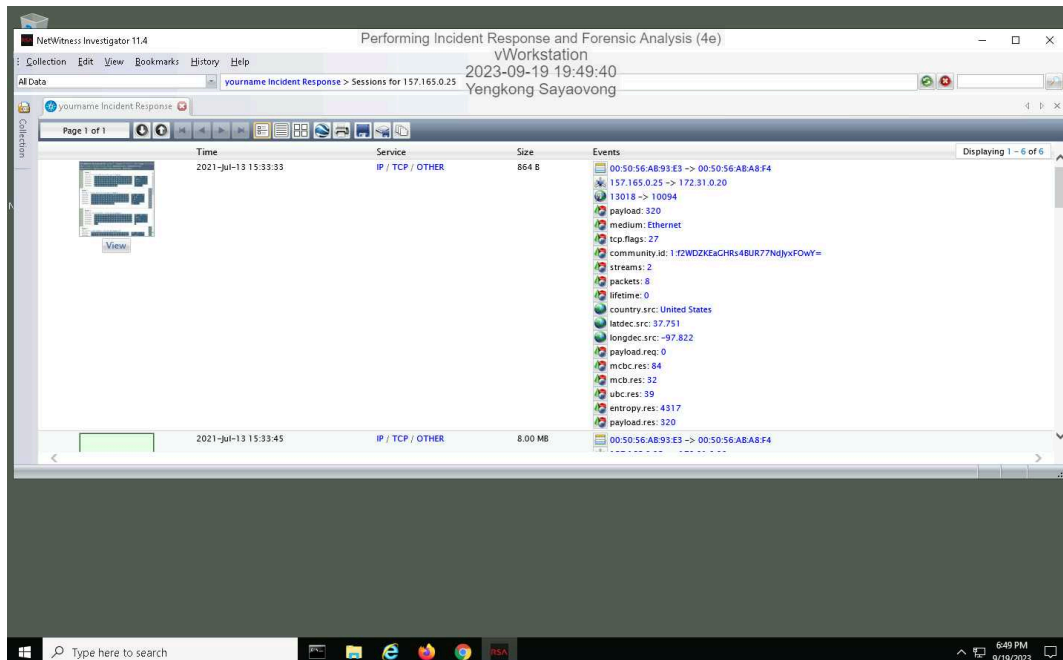 Performing Incident Response and Forensic Analysis (4e)
vWorkstation
2023-09-19 19:49:40
Yengkong Sayaovong
NetWitness Investigator 11.4
Collection Edit View Bookmarks History Help
All Data
yourname Incident Response > Sessions for 157.165.0.25
yourname Incident Response
Collection
Page 1 of 1
Time Service Size Events Displaying 1 - 6 of 6
2021-Jul-13 15:33:33 IP / TCP / OTHER 864 B 00:50:56:AB:93:E3 -> 00:50:56:AB:A8:F4
157.165.0.25 -> 172.31.0.20
13018 -> 10094
payload: 320
medium: Ethernet
tcp.flags: 27
View
community.id: 1:f2WDZKEaGHRs4BUR77NdJyxFOwY=
streams: 2
packets: 8
lifetime: 0
country.src: United States
latdec.src: 37.751
longdec.src: -97.822
payload.req: 0
mcbc.res: 84
mcb.res: 32
ubc.res: 39
entropy.res: 4317
payload.res: 320
2021-Jul-13 15:33:45 IP / TCP / OTHER 8.00 MB 00:50:56:AB:93:E3 -> 00:50:56:AB:A8:F4
Type here to search
RSA
6:49 PM
9/19/2023